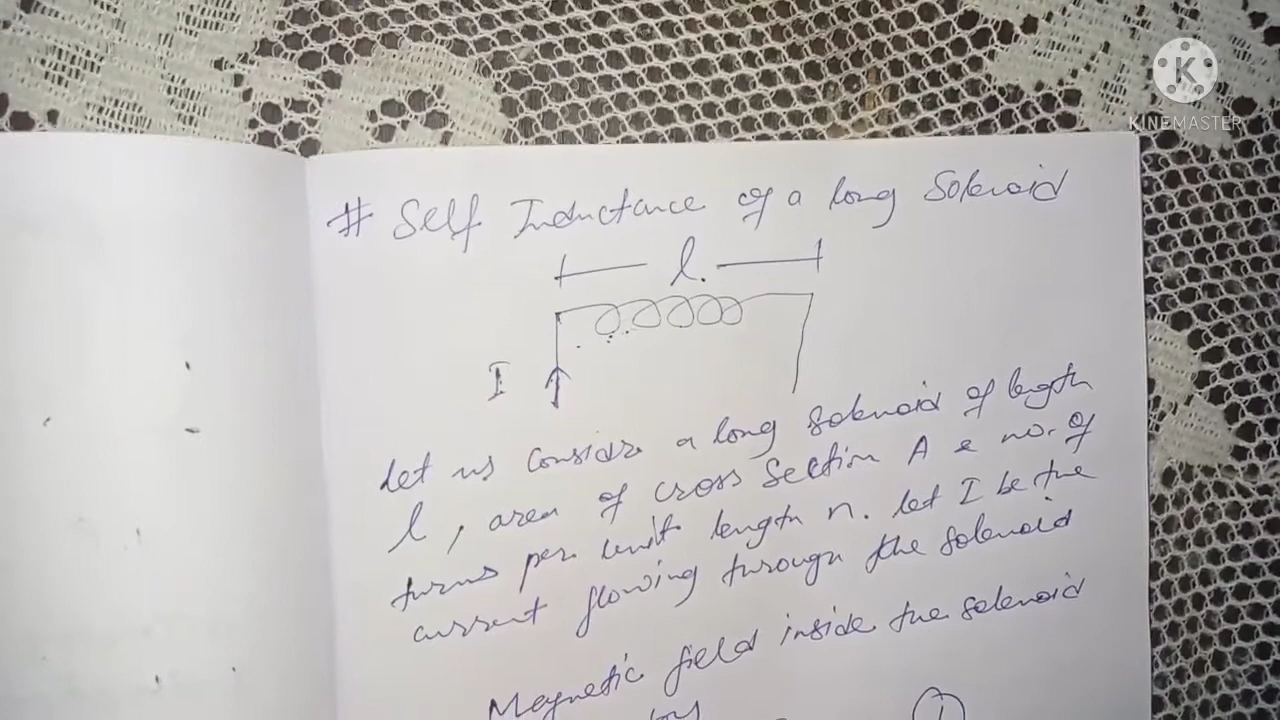 # Self Inductance of a long Solenoid
l.
I
let us consider a long solenoid of length
l, area of cross section A & no. of
turns per unit length n. let I be the
current flowing through the solenoid
Magnetic field inside the solenoid
1
K
KINEMASTER